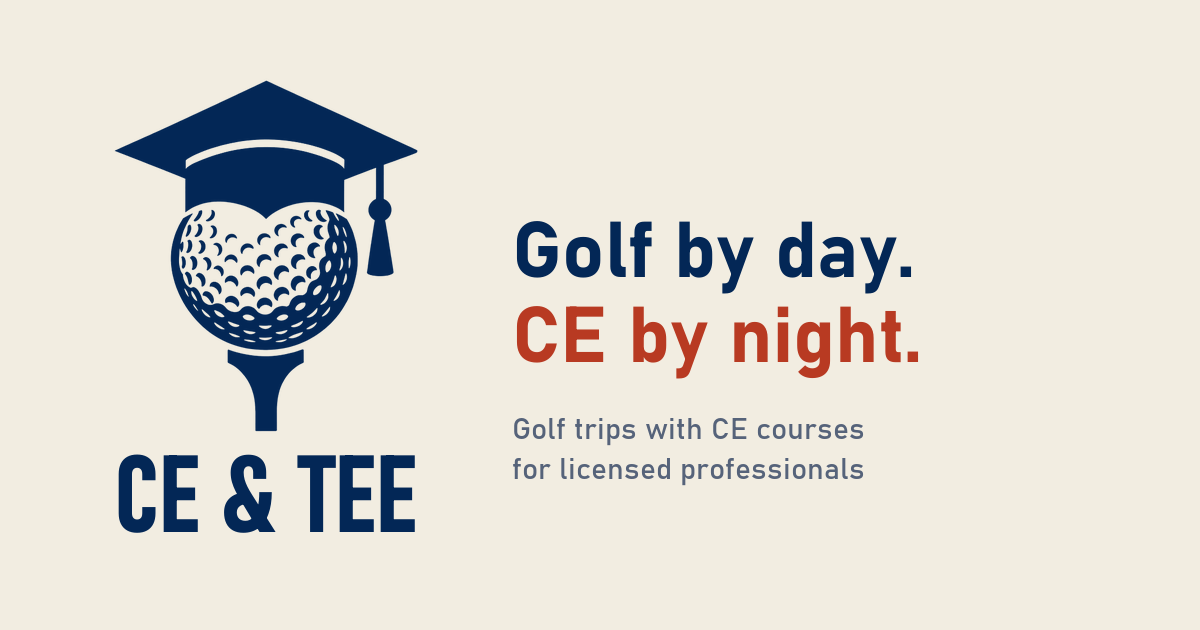 CE & TEE
Golf by day.
CE by night.
Golf trips with CE courses
for licensed professionals